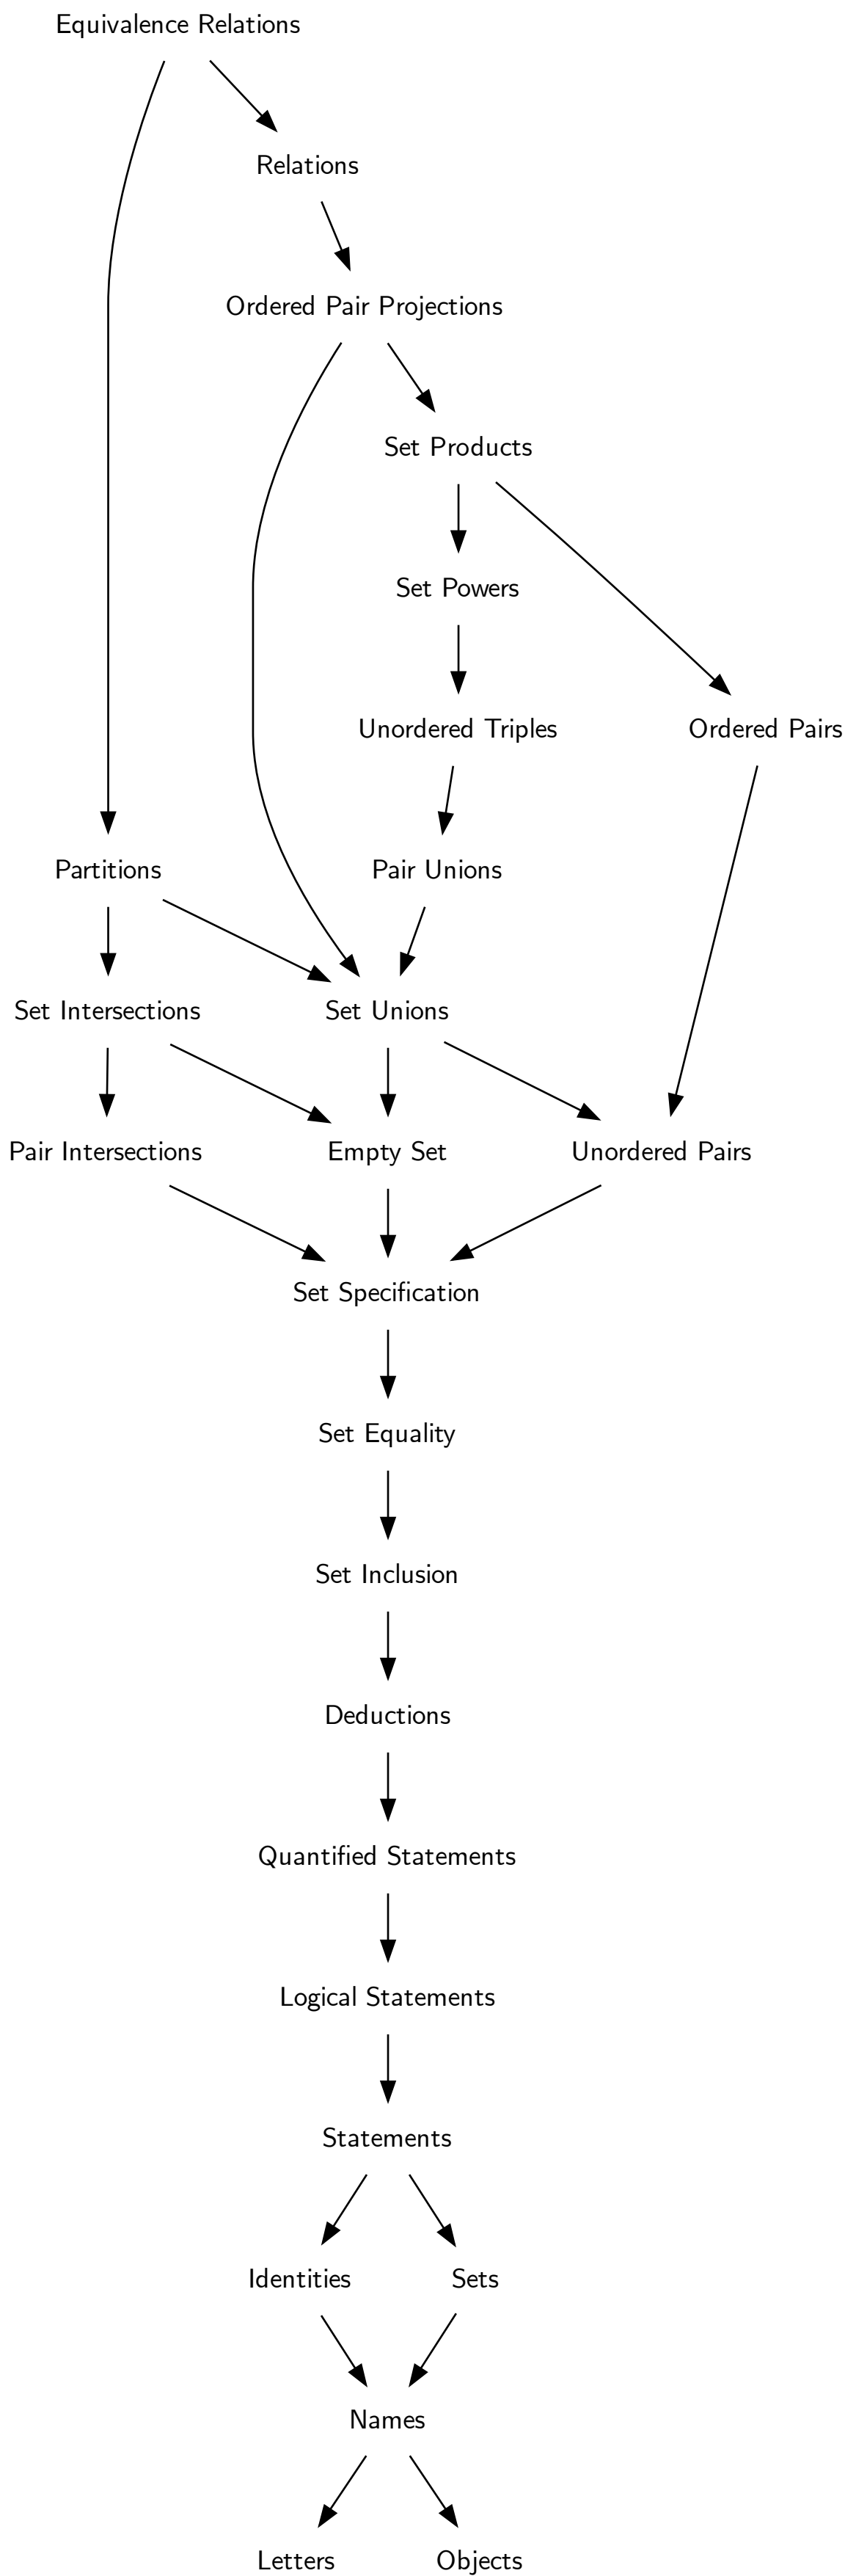 Equivalence Relations
Relations
Ordered Pair Projections
Set Products
Set Powers
Unordered Triples
Ordered Pairs
Partitions
Pair Unions
Set Intersections
Set Unions
Pair Intersections
Empty Set
Unordered Pairs
Set Specification
Set Equality
Set Inclusion
Deductions
Quantified Statements
Logical Statements
Statements
Identities
Sets
Names
Letters
Objects